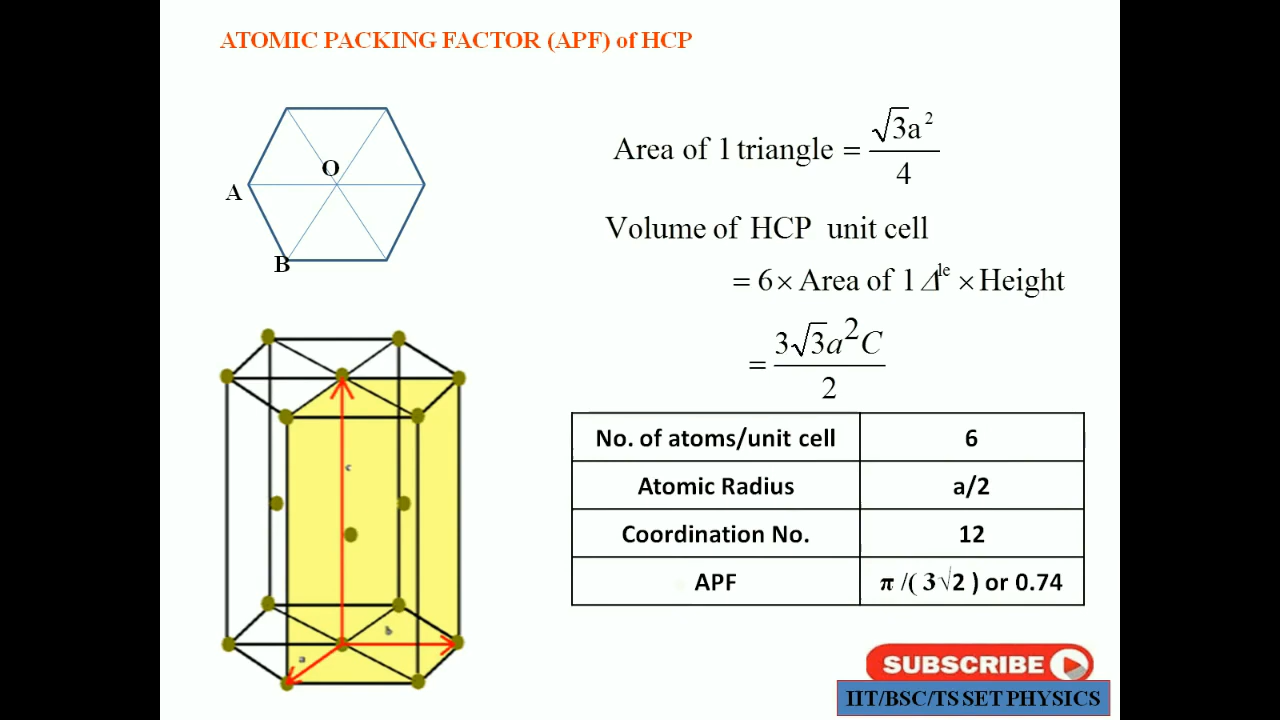 ATOMIC PACKING FACTOR (APF) of HCP
O
A
B
Area of 1 triangle = √3a² / 4
Volume of HCP unit cell
= 6 × Area of 1 Δ^le × Height
= 3√3a²C / 2
No. of atoms/unit cell 6
Atomic Radius a/2
Coordination No. 12
APF π /( 3√2 ) or 0.74
c
b
a
SUBSCRIBE
IIT/BSC/TS SET PHYSICS